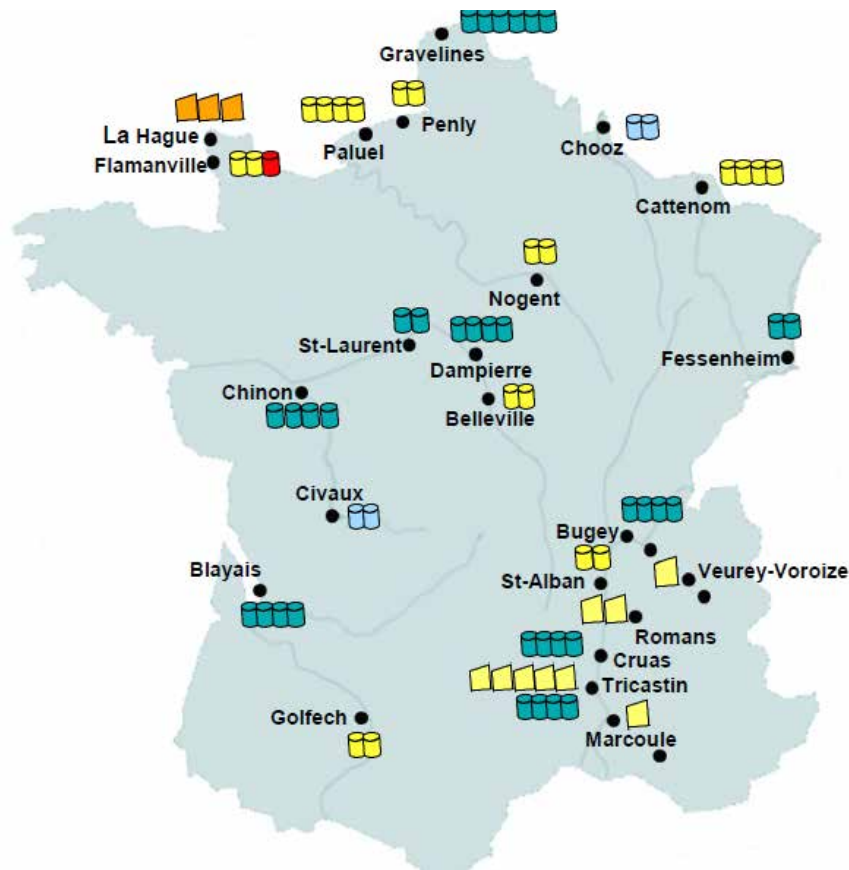 Gravelines
Penly
La Hague
Paluel
Chooz
Flamanville
Cattenom
Nogent
St-Laurent
Fessenheim
Dampierre
Chinon
Belleville
Civaux
Bugey
Blayais
Veurey-Voroize
St-Alban
Romans
Cruas
Tricastin
Golfech
Marcoule